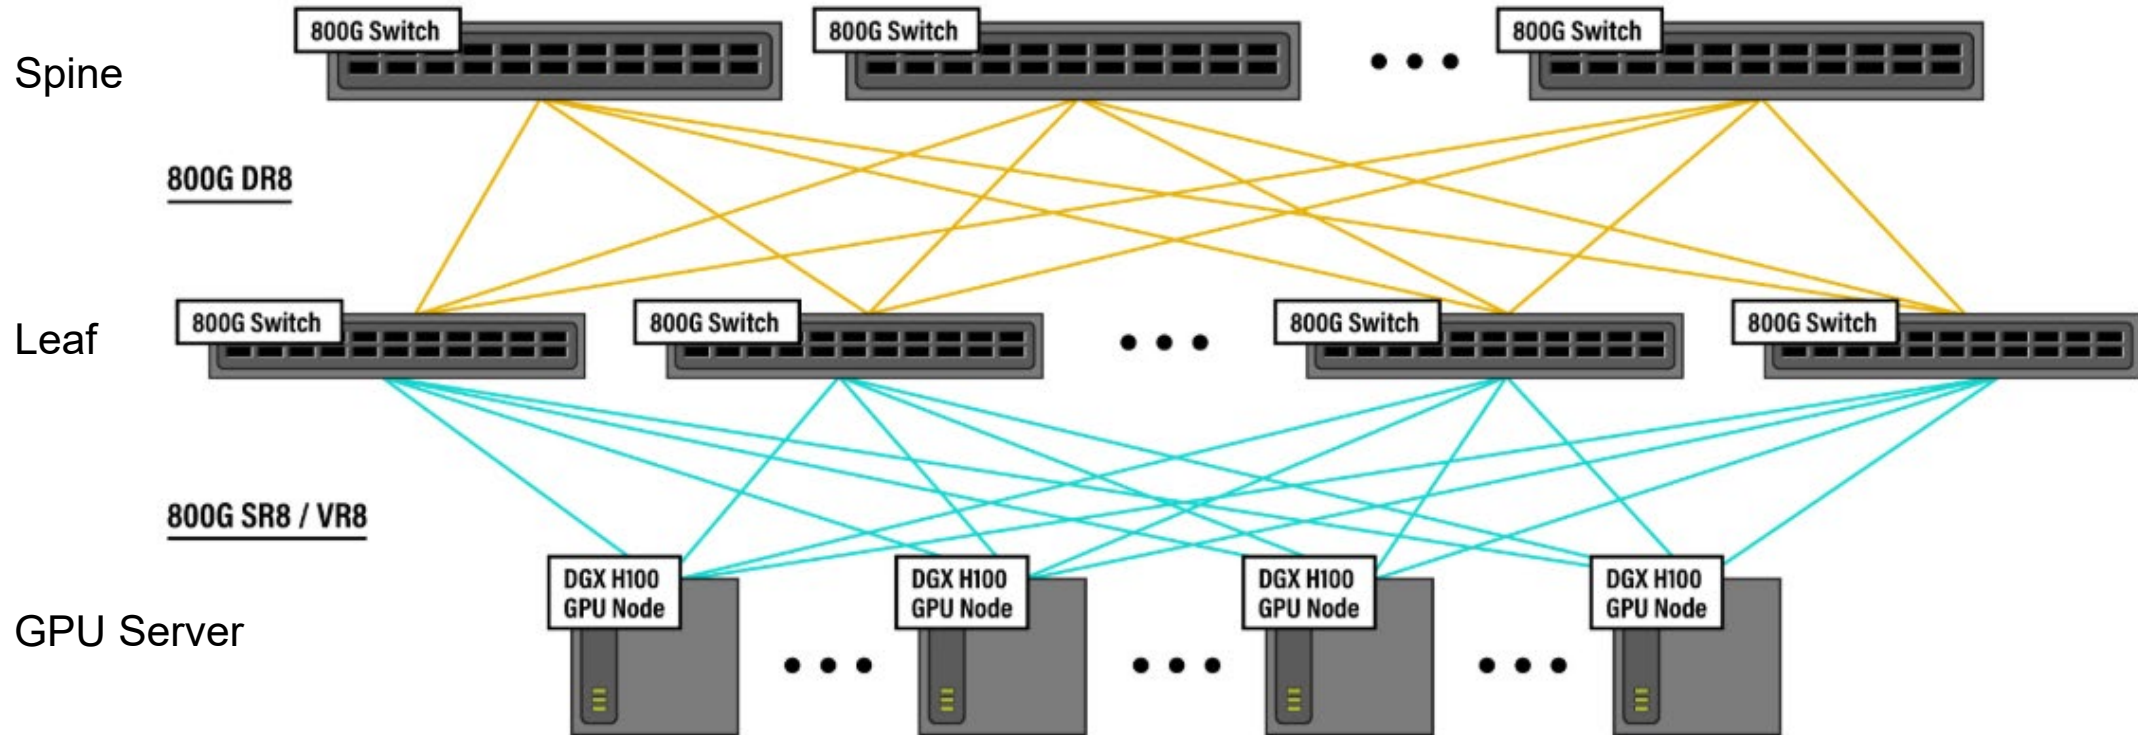 800G Switch
800G Switch
800G Switch
Spine
800G DR8
800G Switch
800G Switch
800G Switch
800G Switch
Leaf
800G SR8 / VR8
DGX H100
GPU Node
DGX H100
GPU Node
DGX H100
GPU Node
DGX H100
GPU Node
GPU Server